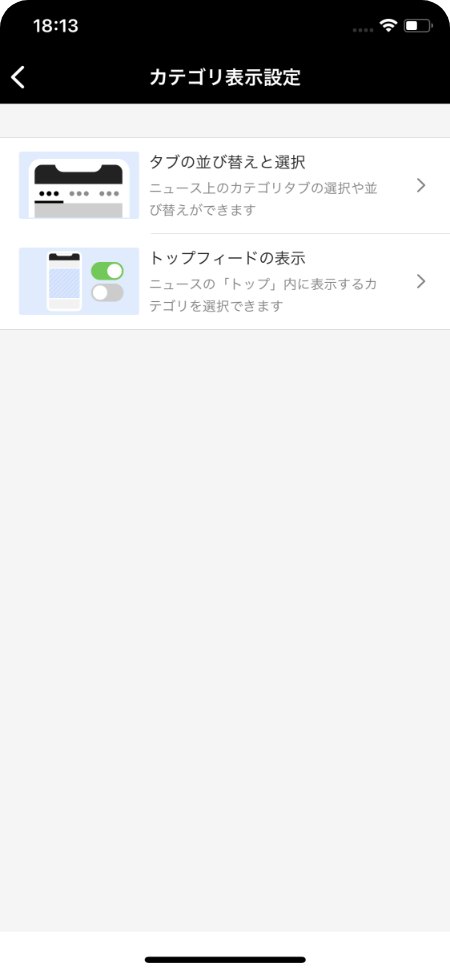 18:13
カテゴリ表示設定
タブの並び替えと選択
ニュース上のカテゴリタブの選択や並
び替えができます
トップフィードの表示
ニュースの「トップ」内に表示するカ
テゴリを選択できます